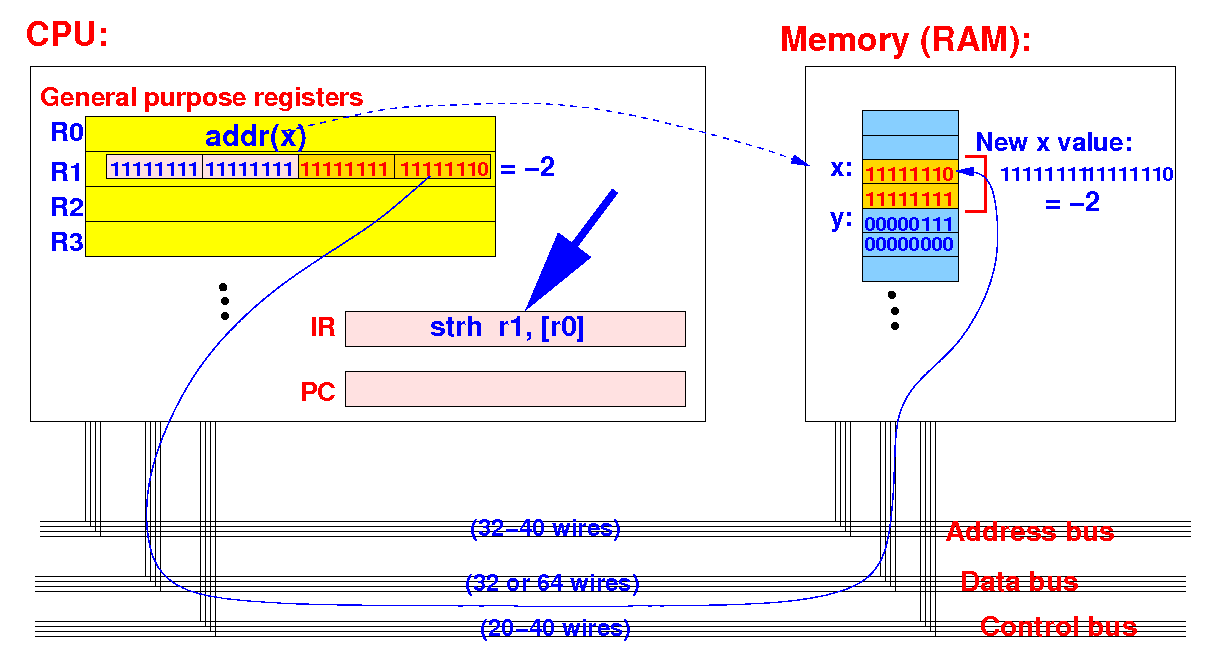 CPU:
Memory (RAM):
General purpose registers
R0 addr(x)
R1 11111111 11111111 11111111 11111110 = −2
R2
R3
IR strh r1, [r0]
PC
New x value:
x: 11111110 1111111111111110
11111111 = −2
y: 00000111
00000000
(32−40 wires) Address bus
(32 or 64 wires) Data bus
(20−40 wires) Control bus